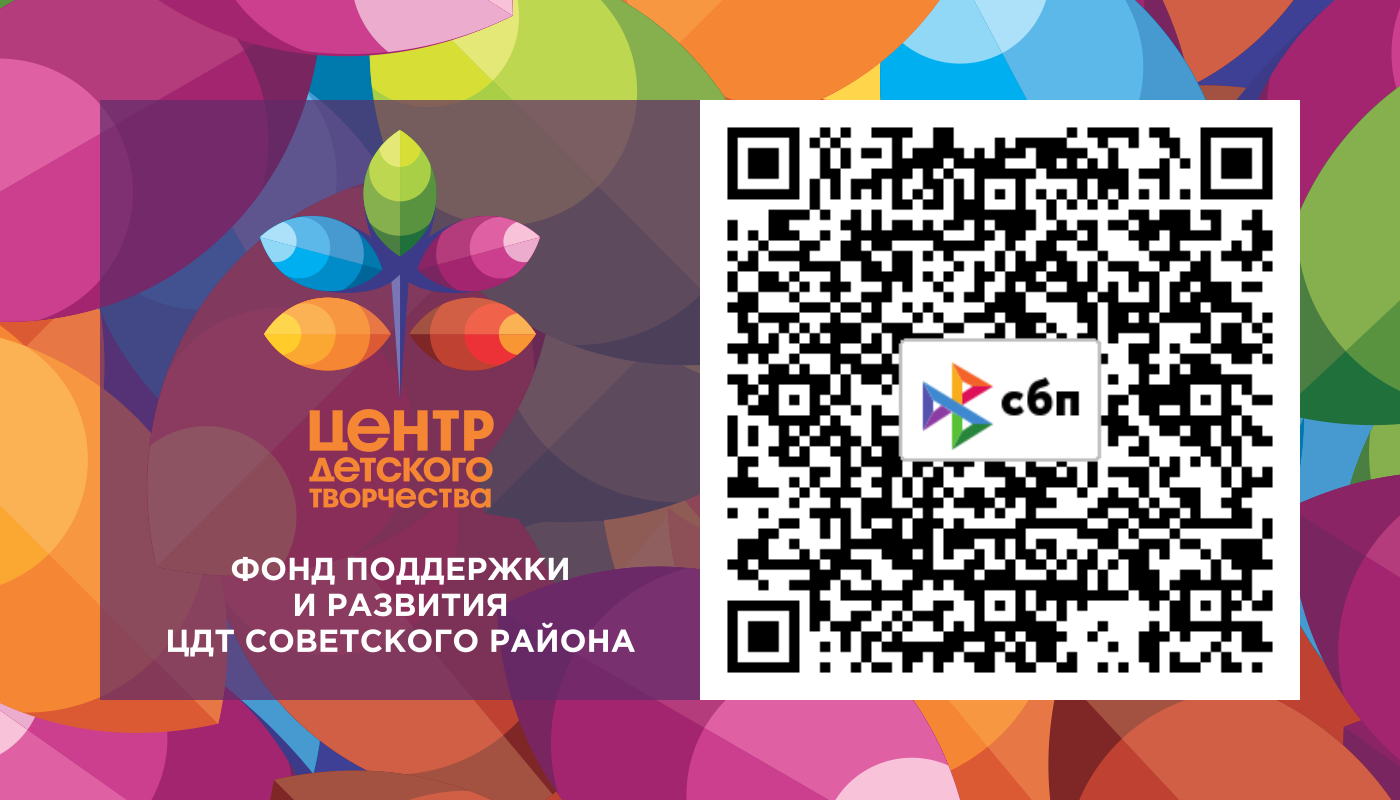 ЦЕНТР
ДЕТСКОГО
ТВОРЧЕСТВА
ФОНД ПОДДЕРЖКИ
И РАЗВИТИЯ
ЦДТ СОВЕТСКОГО РАЙОНА
сбп